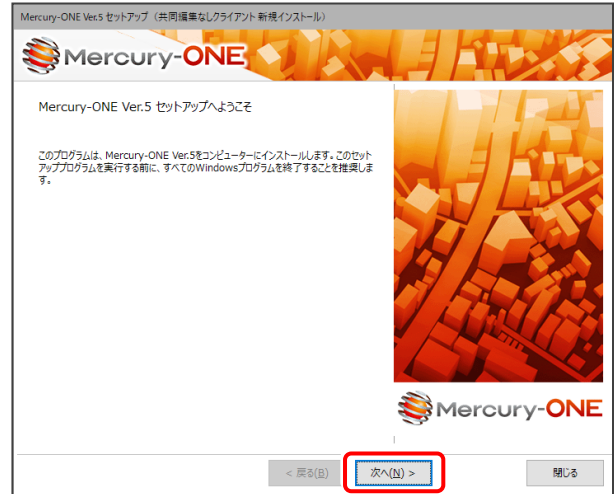 Mercury-ONE Ver.5 セットアップ（共同編集なしクライアント 新規インストール）
Mercury-ONE
Mercury-ONE Ver.5 セットアップへようこそ
このプログラムは、Mercury-ONE Ver.5をコンピューターにインストールします。このセット
アッププログラムを実行する前に、すべてのWindowsプログラムを終了することを推奨しま
す。
Mercury-ONE
< 戻る(B)
次へ(N) >
閉じる